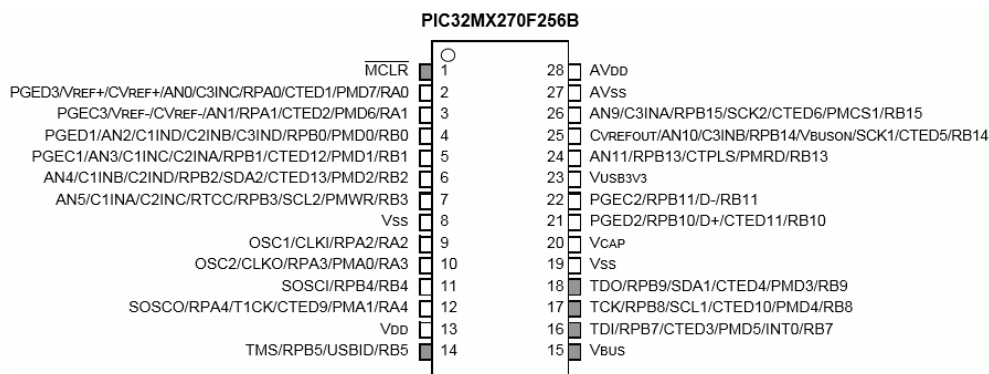 PIC32MX270F256B
MCLR 1 28 AVDD
PGED3/VREF+/CVREF+/AN0/C3INC/RPA0/CTED1/PMD7/RA0 2 27 AVSS
PGEC3/VREF-/CVREF-/AN1/RPA1/CTED2/PMD6/RA1 3 26 AN9/C3INA/RPB15/SCK2/CTED6/PMCS1/RB15
PGED1/AN2/C1IND/C2INB/C3IND/RPB0/PMD0/RB0 4 25 CVREFOUT/AN10/C3INB/RPB14/VBUSON/SCK1/CTED5/RB14
PGEC1/AN3/C1INC/C2INA/RPB1/CTED12/PMD1/RB1 5 24 AN11/RPB13/CTPLS/PMRD/RB13
AN4/C1INB/C2IND/RPB2/SDA2/CTED13/PMD2/RB2 6 23 VUSB3V3
AN5/C1INA/C2INC/RTCC/RPB3/SCL2/PMWR/RB3 7 22 PGEC2/RPB11/D-/RB11
VSS 8 21 PGED2/RPB10/D+/CTED11/RB10
OSC1/CLKI/RPA2/RA2 9 20 VCAP
OSC2/CLKO/RPA3/PMA0/RA3 10 19 VSS
SOSCI/RPB4/RB4 11 18 TDO/RPB9/SDA1/CTED4/PMD3/RB9
SOSCO/RPA4/T1CK/CTED9/PMA1/RA4 12 17 TCK/RPB8/SCL1/CTED10/PMD4/RB8
VDD 13 16 TDI/RPB7/CTED3/PMD5/INT0/RB7
TMS/RPB5/USBID/RB5 14 15 VBUS